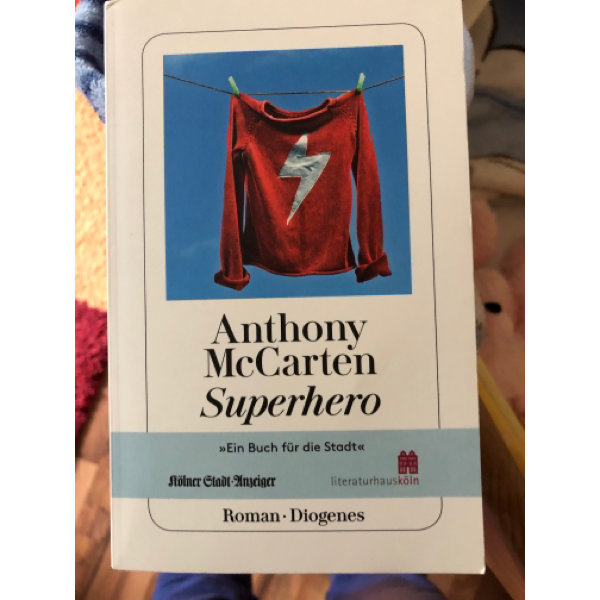 Anthony
McCarten
Superhero
»Ein Buch für die Stadt«
Kölner Stadt-Anzeiger
literaturhausköln
Roman · Diogenes